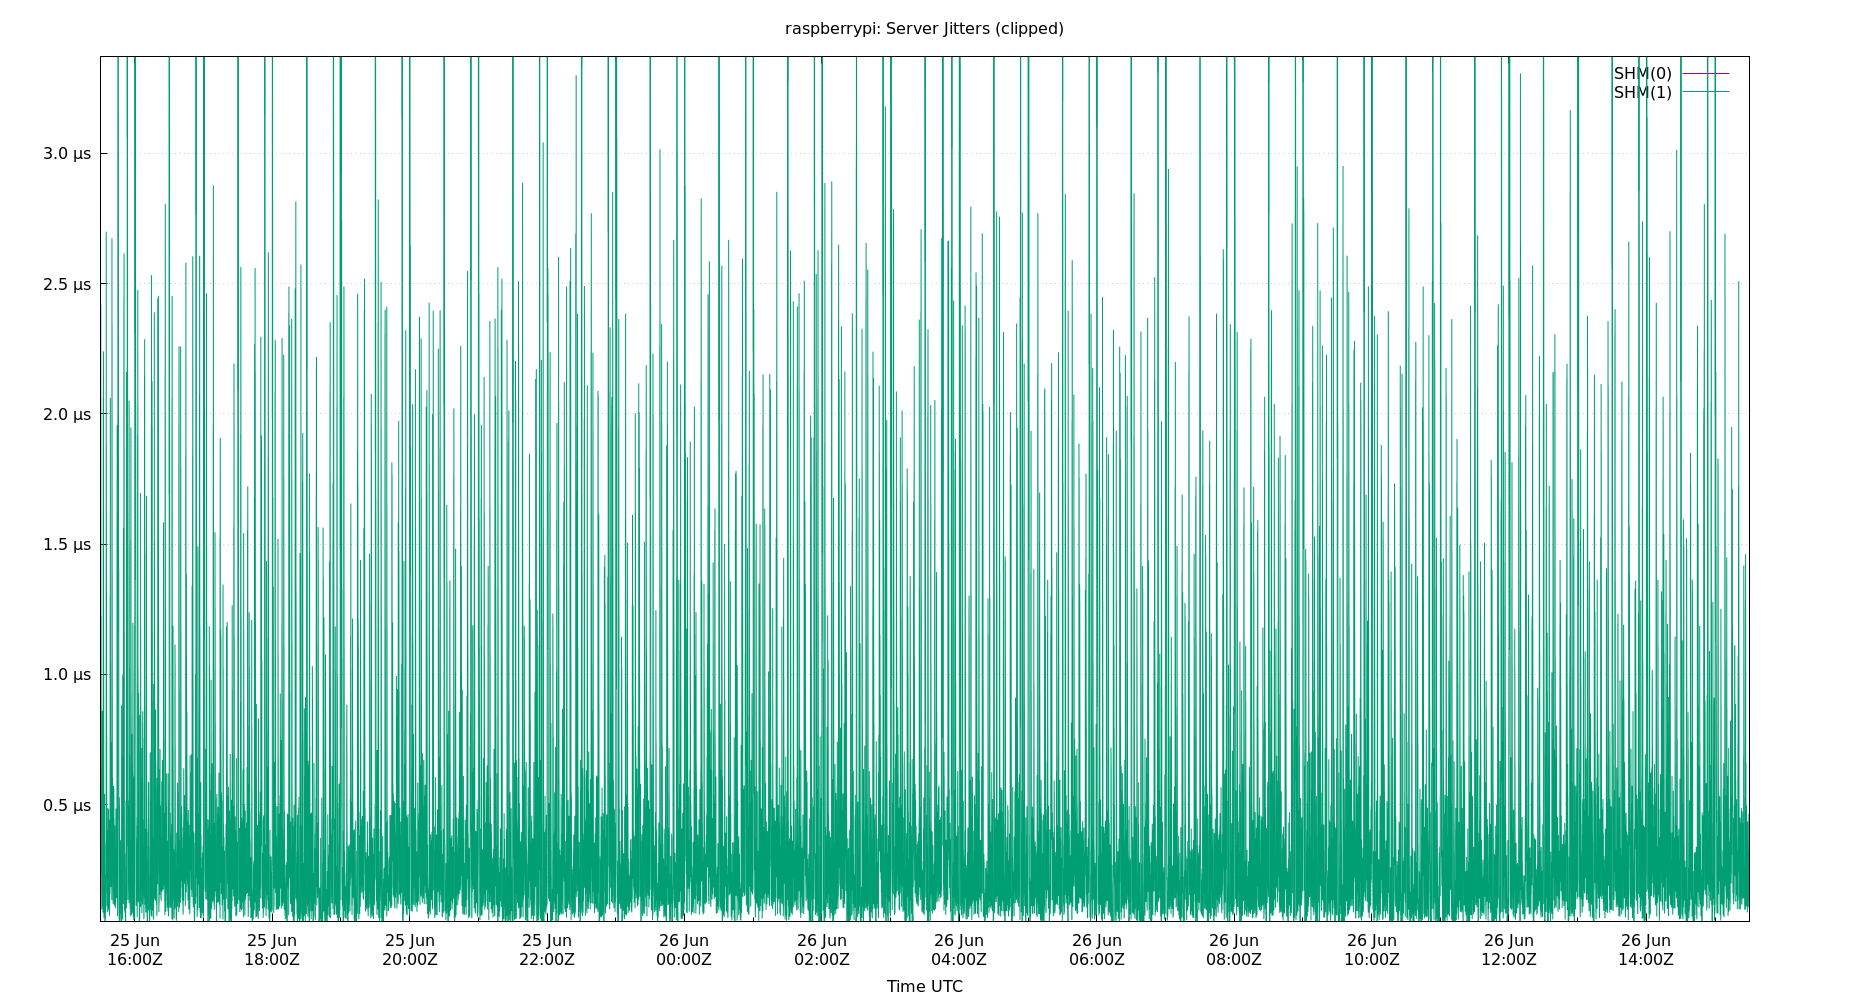 raspberrypi: Server Jitters (clipped)
SHM(0)
SHM(1)
3.0 µs
2.5 µs
2.0 µs
1.5 µs
1.0 µs
0.5 µs
25 Jun 25 Jun 25 Jun 25 Jun 26 Jun 26 Jun 26 Jun 26 Jun 26 Jun 26 Jun 26 Jun 26 Jun
16:00Z 18:00Z 20:00Z 22:00Z 00:00Z 02:00Z 04:00Z 06:00Z 08:00Z 10:00Z 12:00Z 14:00Z
Time UTC